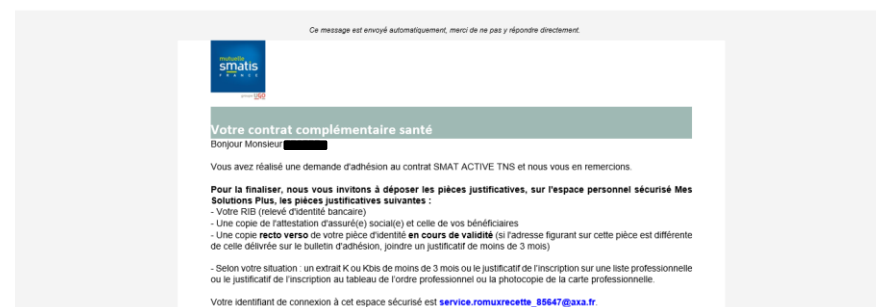 Ce message est envoyé automatiquement, merci de ne pas y répondre directement.
mutuelle
smatis
FRANCE
Votre contrat complémentaire santé
Bonjour Monsieur
Vous avez réalisé une demande d'adhésion au contrat SMAT ACTIVE TNS et nous vous en remercions.
Pour la finaliser, nous vous invitons à déposer les pièces justificatives, sur l'espace personnel sécurisé Mes
Solutions Plus, les pièces justificatives suivantes :
- Votre RIB (relevé d'identité bancaire)
- Une copie de l'attestation d'assuré(e) social(e) et celle de vos bénéficiaires
- Une copie recto verso de votre pièce d'identité en cours de validité (si l'adresse figurant sur cette pièce est différente
de celle délivrée sur le bulletin d'adhésion, joindre un justificatif de moins de 3 mois)
- Selon votre situation : un extrait K ou Kbis de moins de 3 mois ou le justificatif de l'inscription sur une liste professionnelle
ou le justificatif de l'inscription au tableau de l'ordre professionnel ou la photocopie de la carte professionnelle.
Votre identifiant de connexion à cet espace sécurisé est service.romuxrecette_85647@axa.fr.